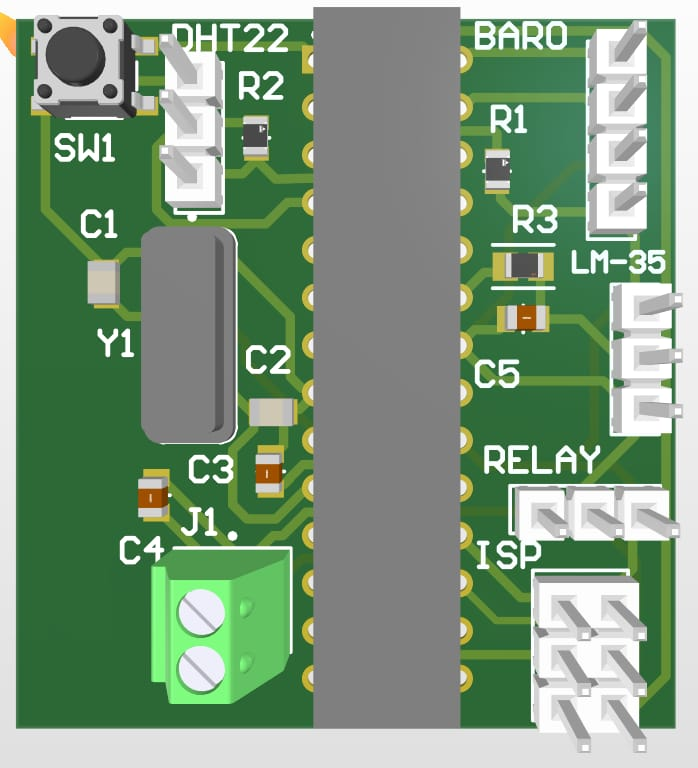 DHT22
BARO
R2
SW1
R1
C1
R3
LM-35
Y1
C2
C5
C3
RELAY
J1
C4
ISP